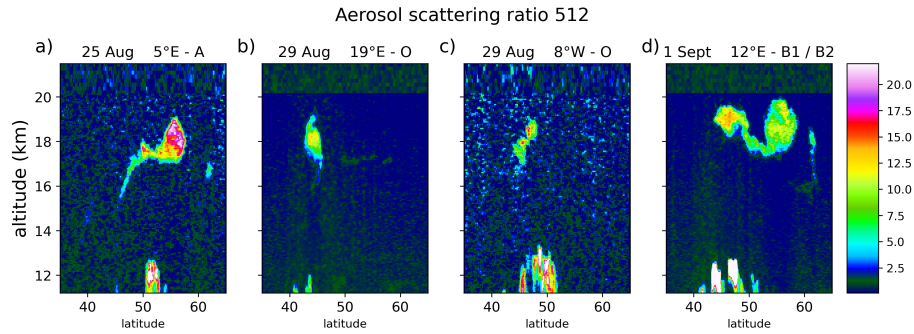 Aerosol scattering ratio 512
a) 25 Aug 5°E - A
b) 29 Aug 19°E - O
c) 29 Aug 8°W - O
d) 1 Sept 12°E - B1 / B2
altitude (km)
20
18
16
14
12
40 50 60
40 50 60
40 50 60
40 50 60
latitude
latitude
latitude
latitude
20.0
17.5
15.0
12.5
10.0
7.5
5.0
2.5